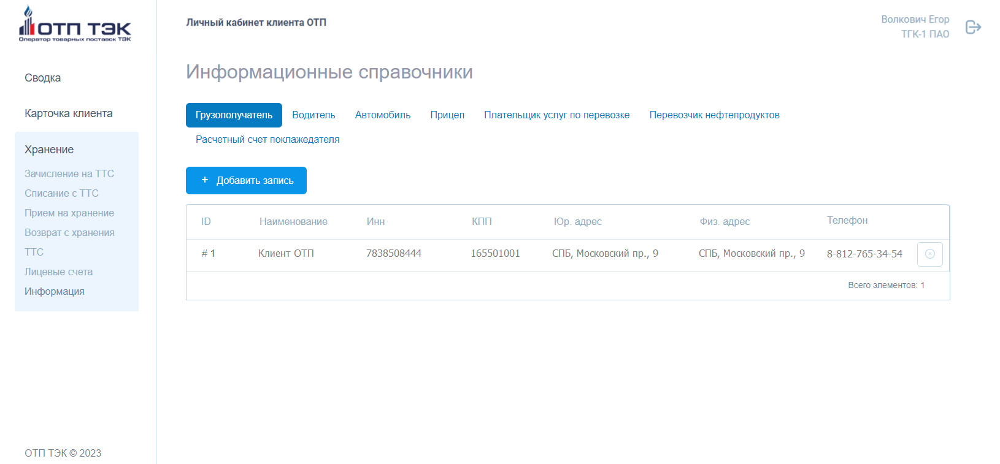 ОТП ТЭК
Оператор товарных поставок ТЭК
Личный кабинет клиента ОТП
Волкович Егор
ТГК-1 ПАО
Сводка
Карточка клиента
Хранение
Зачисление на ТТС
Списание с ТТС
Прием на хранение
Возврат с хранения
ТТС
Лицевые счета
Информация
ОТП ТЭК © 2023
Информационные справочники
Грузополучатель Водитель Автомобиль Прицеп Плательщик услуг по перевозке Перевозчик нефтепродуктов
Расчетный счет поклажедателя
+ Добавить запись
ID Наименование Инн КПП Юр. адрес Физ. адрес Телефон
# 1 Клиент ОТП 7838508444 165501001 СПБ, Московский пр., 9 СПБ, Московский пр., 9 8-812-765-34-54
Всего элементов: 1